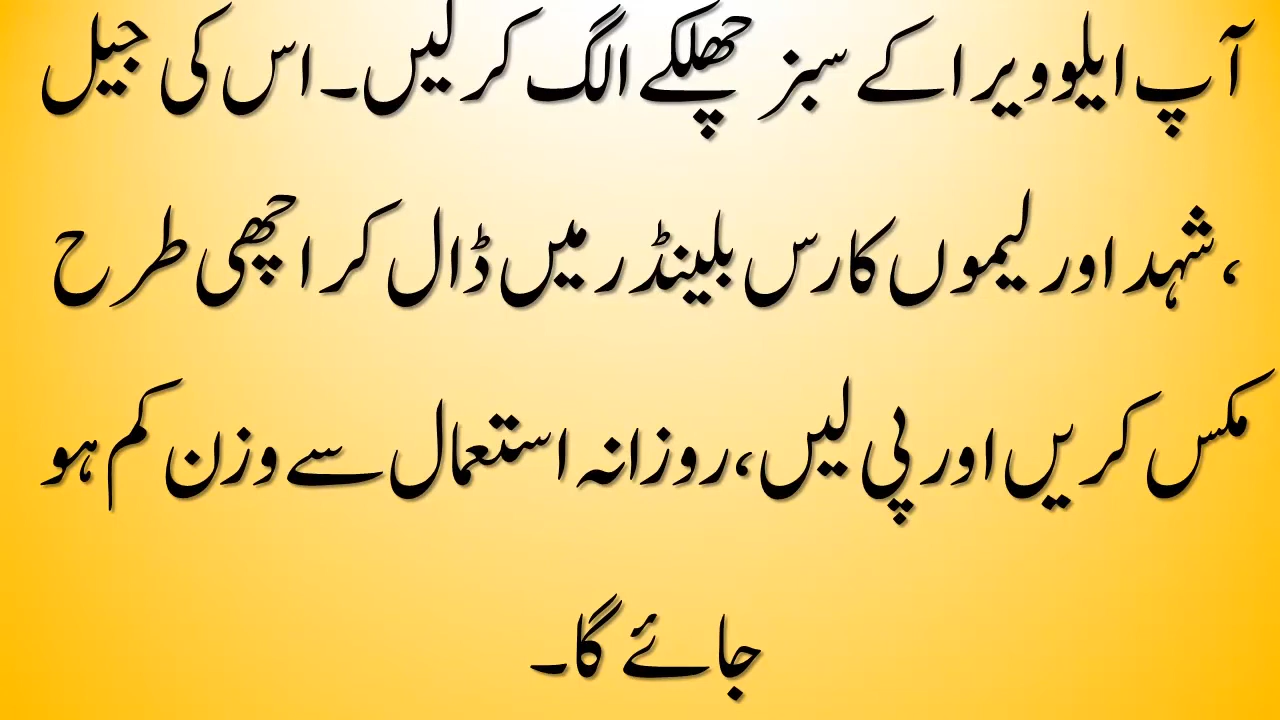 آپ ایلوویرا کے سبز چھلکے الگ کر لیں۔ اس کی جیل
، شہد اور لیموں کا رس بلینڈر میں ڈال کر اچھی طرح
مکس کریں اور پی لیں، روزانہ استعمال سے وزن کم ہو
جائے گا۔